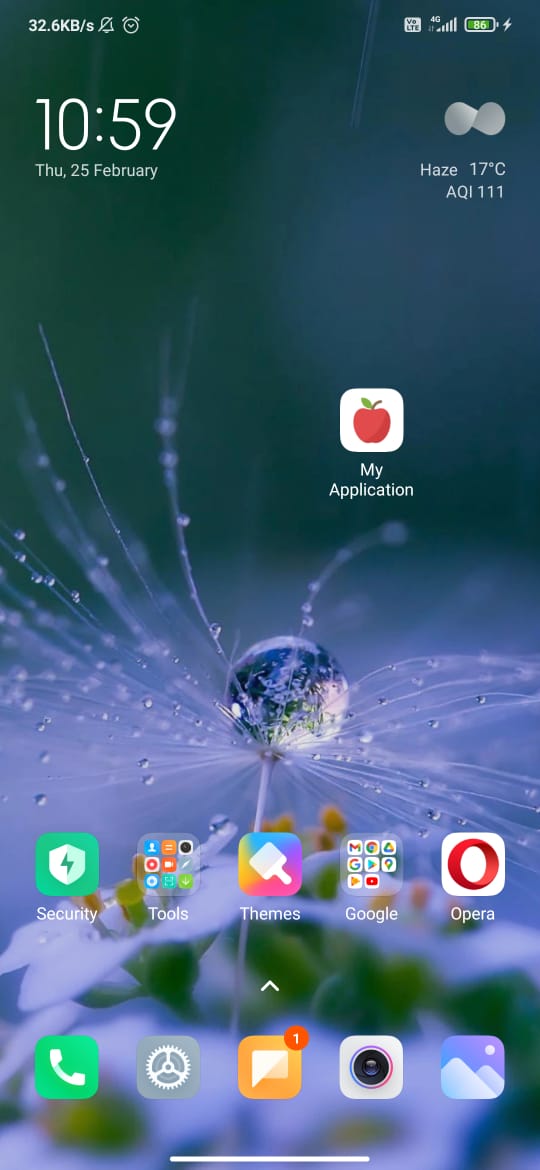 32.6KB/s
Vo LTE 4G 86
10:59
Thu, 25 February
Haze 17°C
AQI 111
My
Application
Security Tools Themes Google Opera
1